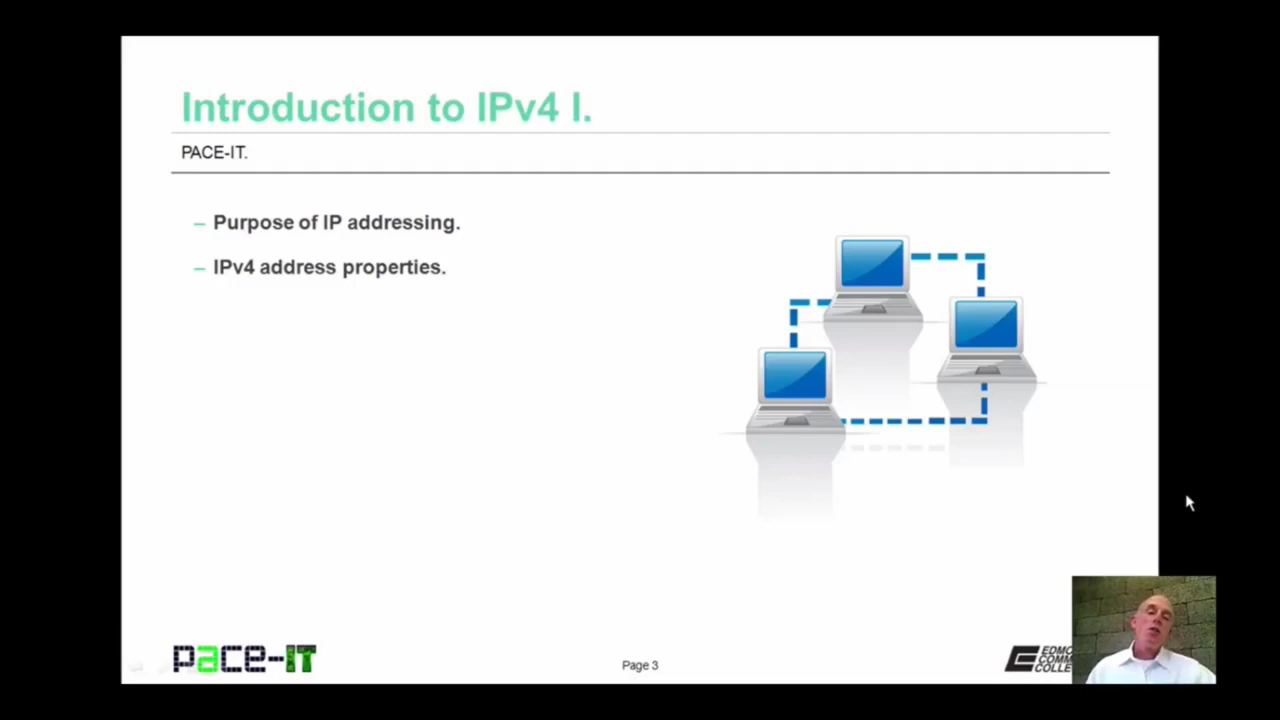 Introduction to IPv4 I.
PACE-IT.
– Purpose of IP addressing.
– IPv4 address properties.
pace-IT
Page 3